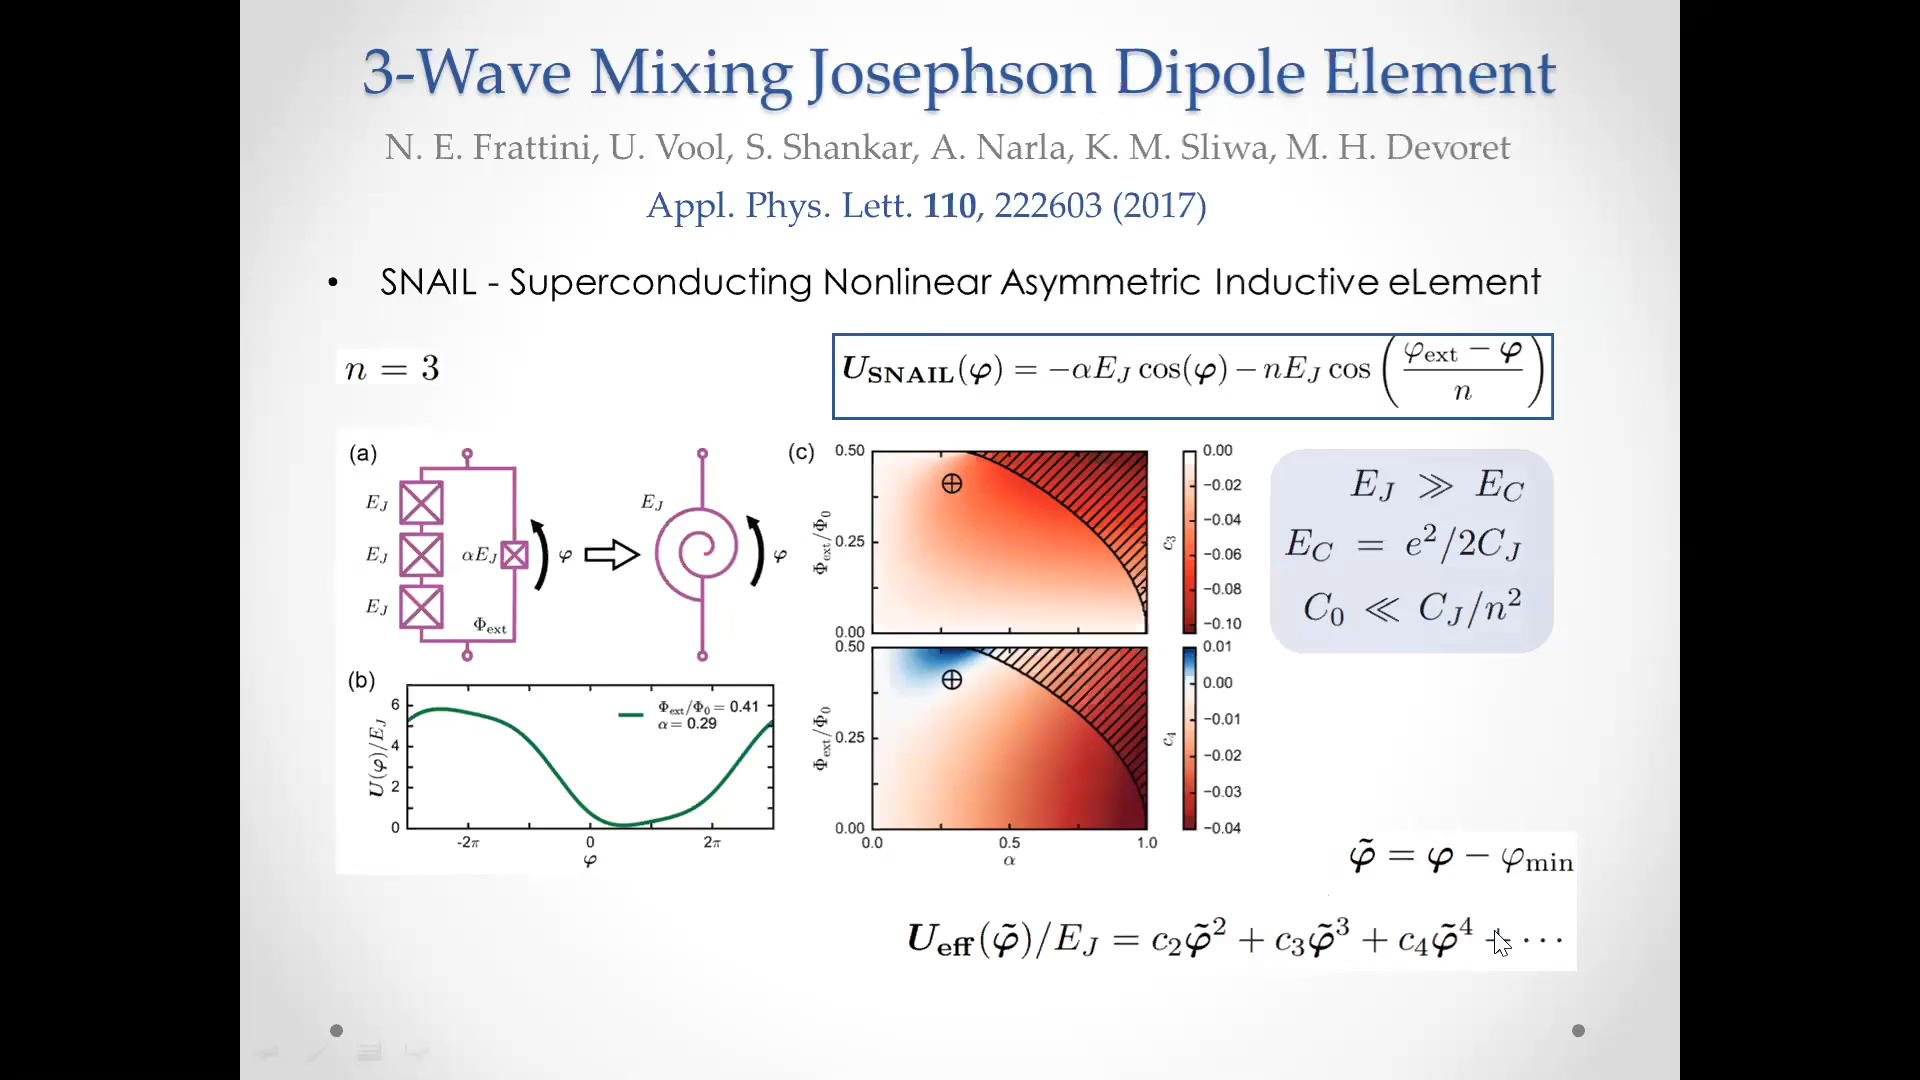 3-Wave Mixing Josephson Dipole Element
N. E. Frattini, U. Vool, S. Shankar, A. Narla, K. M. Sliwa, M. H. Devoret
Appl. Phys. Lett. 110, 222603 (2017)
• SNAIL - Superconducting Nonlinear Asymmetric Inductive eLement
n = 3
U_SNAIL(φ) = −αE_J cos(φ) − nE_J cos((φ_ext − φ)/n)
(a)
E_J
E_J
E_J
αE_J
φ
Φ_ext
E_J
φ
(b)
U(φ)/E_J
6
4
2
0
-2π
0
2π
φ
Φ_ext/Φ_0 = 0.41
α = 0.29
(c)
Φ_ext/Φ_0
0.50
0.25
0.00
c_3
0.00
−0.02
−0.04
−0.06
−0.08
−0.10
Φ_ext/Φ_0
0.50
0.25
0.00
0.0
0.5
1.0
α
c_4
0.01
0.00
−0.01
−0.02
−0.03
−0.04
E_J ≫ E_C
E_C = e²/2C_J
C_0 ≪ C_J/n²
φ̃ = φ − φ_min
U_eff(φ̃)/E_J = c_2φ̃² + c_3φ̃³ + c_4φ̃⁴ + ⋯